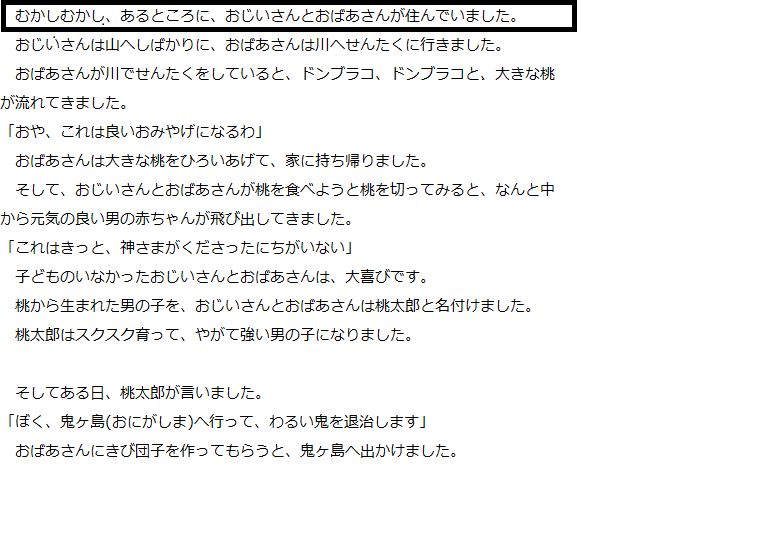 むかしむかし、あるところに、おじいさんとおばあさんが住んでいました。
おじいさんは山へしばかりに、おばあさんは川へせんたくに行きました。
おばあさんが川でせんたくをしていると、ドンブラコ、ドンブラコと、大きな桃
が流れてきました。
「おや、これは良いおみやげになるわ」
おばあさんは大きな桃をひろいあげて、家に持ち帰りました。
そして、おじいさんとおばあさんが桃を食べようと桃を切ってみると、なんと中
から元気の良い男の赤ちゃんが飛び出してきました。
「これはきっと、神さまがくださったにちがいない」
子どものいなかったおじいさんとおばあさんは、大喜びです。
桃から生まれた男の子を、おじいさんとおばあさんは桃太郎と名付けました。
桃太郎はスクスク育って、やがて強い男の子になりました。
そしてある日、桃太郎が言いました。
「ぼく、鬼ヶ島(おにがしま)へ行って、わるい鬼を退治します」
おばあさんにきび団子を作ってもらうと、鬼ヶ島へ出かけました。